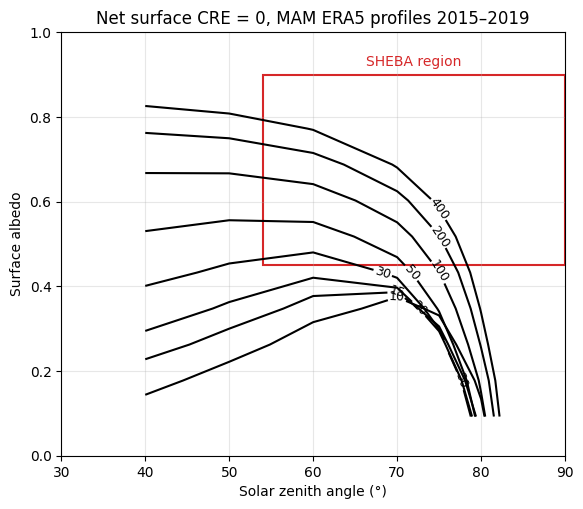 Net surface CRE = 0, MAM ERA5 profiles 2015–2019
SHEBA region
400
200
100
50
30
10
Surface albedo
1.0
0.8
0.6
0.4
0.2
0.0
30 40 50 60 70 80 90
Solar zenith angle (°)